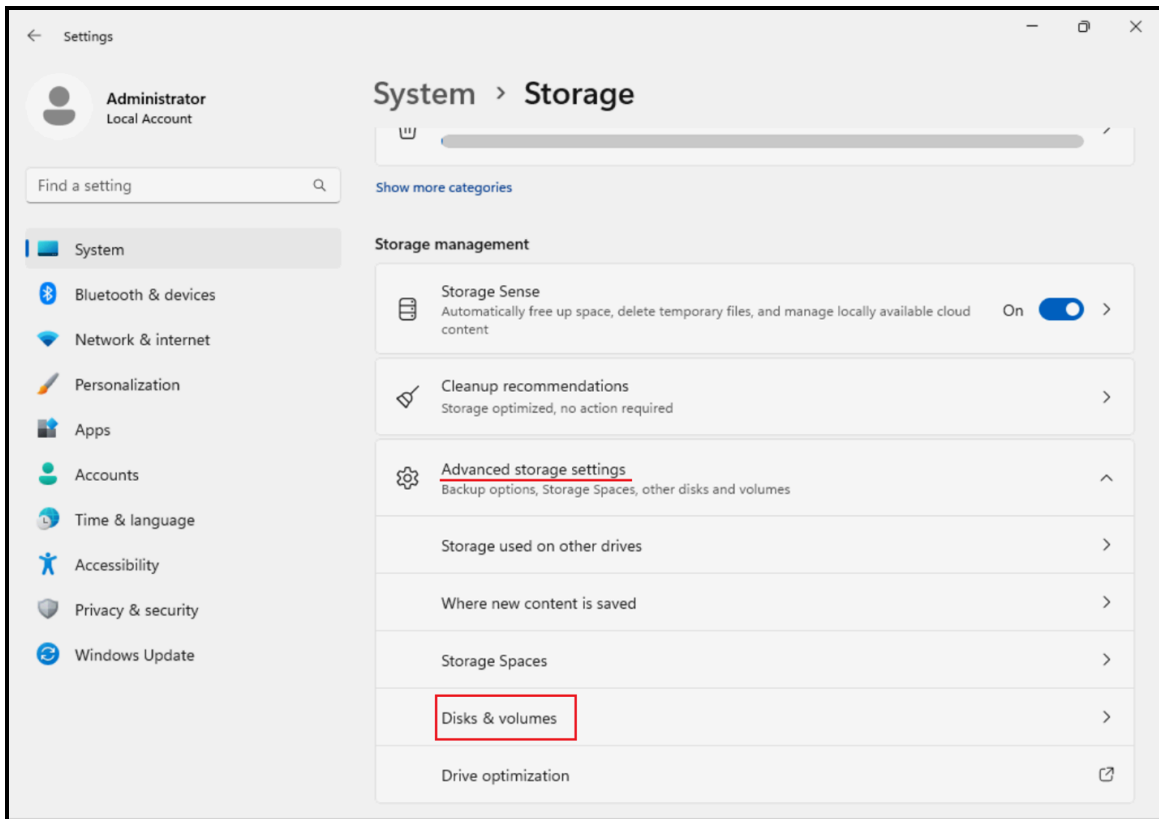 Settings
Administrator
Local Account
Find a setting
System
Bluetooth & devices
Network & internet
Personalization
Apps
Accounts
Time & language
Accessibility
Privacy & security
Windows Update
System > Storage
Show more categories
Storage management
Storage Sense
Automatically free up space, delete temporary files, and manage locally available cloud
content
On
Cleanup recommendations
Storage optimized, no action required
Advanced storage settings
Backup options, Storage Spaces, other disks and volumes
Storage used on other drives
Where new content is saved
Storage Spaces
Disks & volumes
Drive optimization